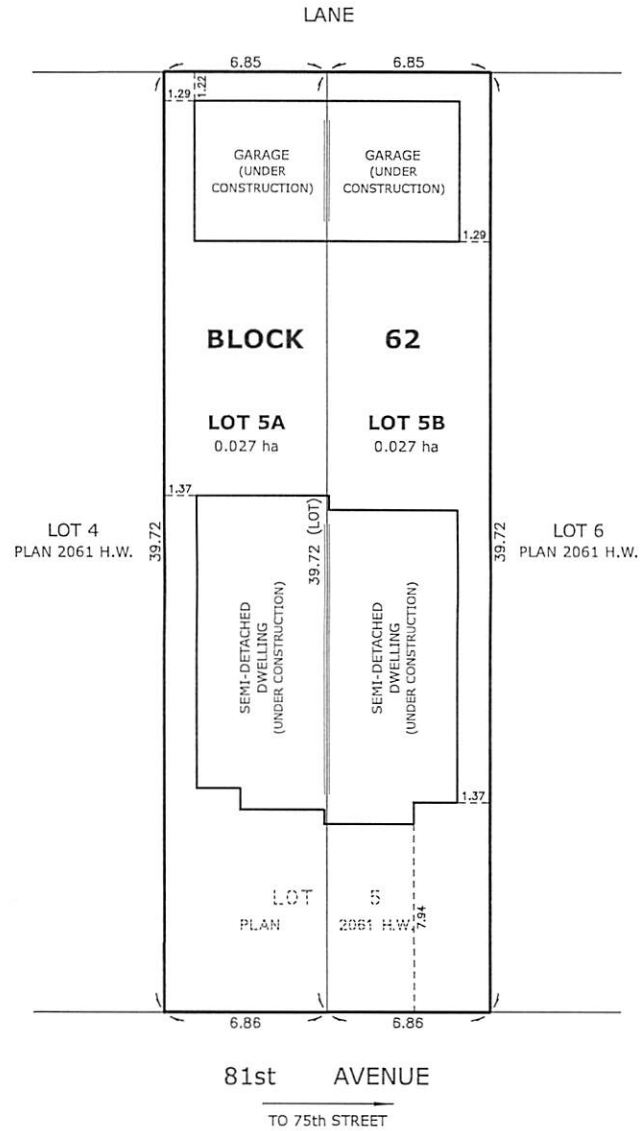 LANE
6.85 6.85
1.29 1.22
GARAGE
(UNDER
CONSTRUCTION)
GARAGE
(UNDER
CONSTRUCTION)
1.29
BLOCK 62
LOT 5A
0.027 ha
LOT 5B
0.027 ha
1.37
LOT 4
PLAN 2061 H.W.
39.72
39.72 (LOT)
39.72
LOT 6
PLAN 2061 H.W.
SEMI-DETACHED
DWELLING
(UNDER CONSTRUCTION)
SEMI-DETACHED
DWELLING
(UNDER CONSTRUCTION)
1.37
LOT 5
PLAN 2061 H.W.
7.94
6.86 6.86
81st AVENUE
TO 75th STREET